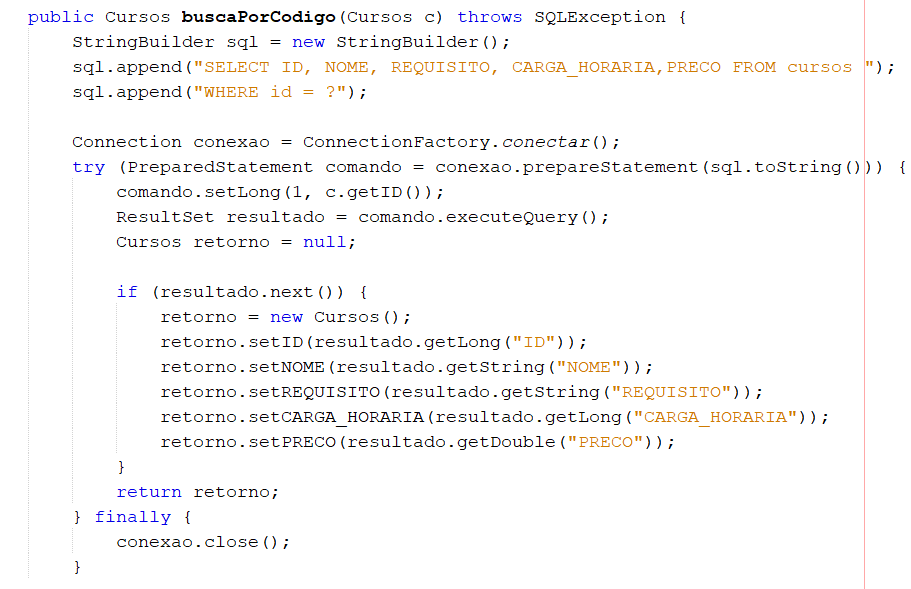 public Cursos buscaPorCodigo(Cursos c) throws SQLException {
    StringBuilder sql = new StringBuilder();
    sql.append("SELECT ID, NOME, REQUISITO, CARGA_HORARIA,PRECO FROM cursos ");
    sql.append("WHERE id = ?");

    Connection conexao = ConnectionFactory.conectar();
    try (PreparedStatement comando = conexao.prepareStatement(sql.toString())) {
        comando.setLong(1, c.getID());
        ResultSet resultado = comando.executeQuery();
        Cursos retorno = null;

        if (resultado.next()) {
            retorno = new Cursos();
            retorno.setID(resultado.getLong("ID"));
            retorno.setNOME(resultado.getString("NOME"));
            retorno.setREQUISITO(resultado.getString("REQUISITO"));
            retorno.setCARGA_HORARIA(resultado.getLong("CARGA_HORARIA"));
            retorno.setPRECO(resultado.getDouble("PRECO"));
        }
        return retorno;
    } finally {
        conexao.close();
    }